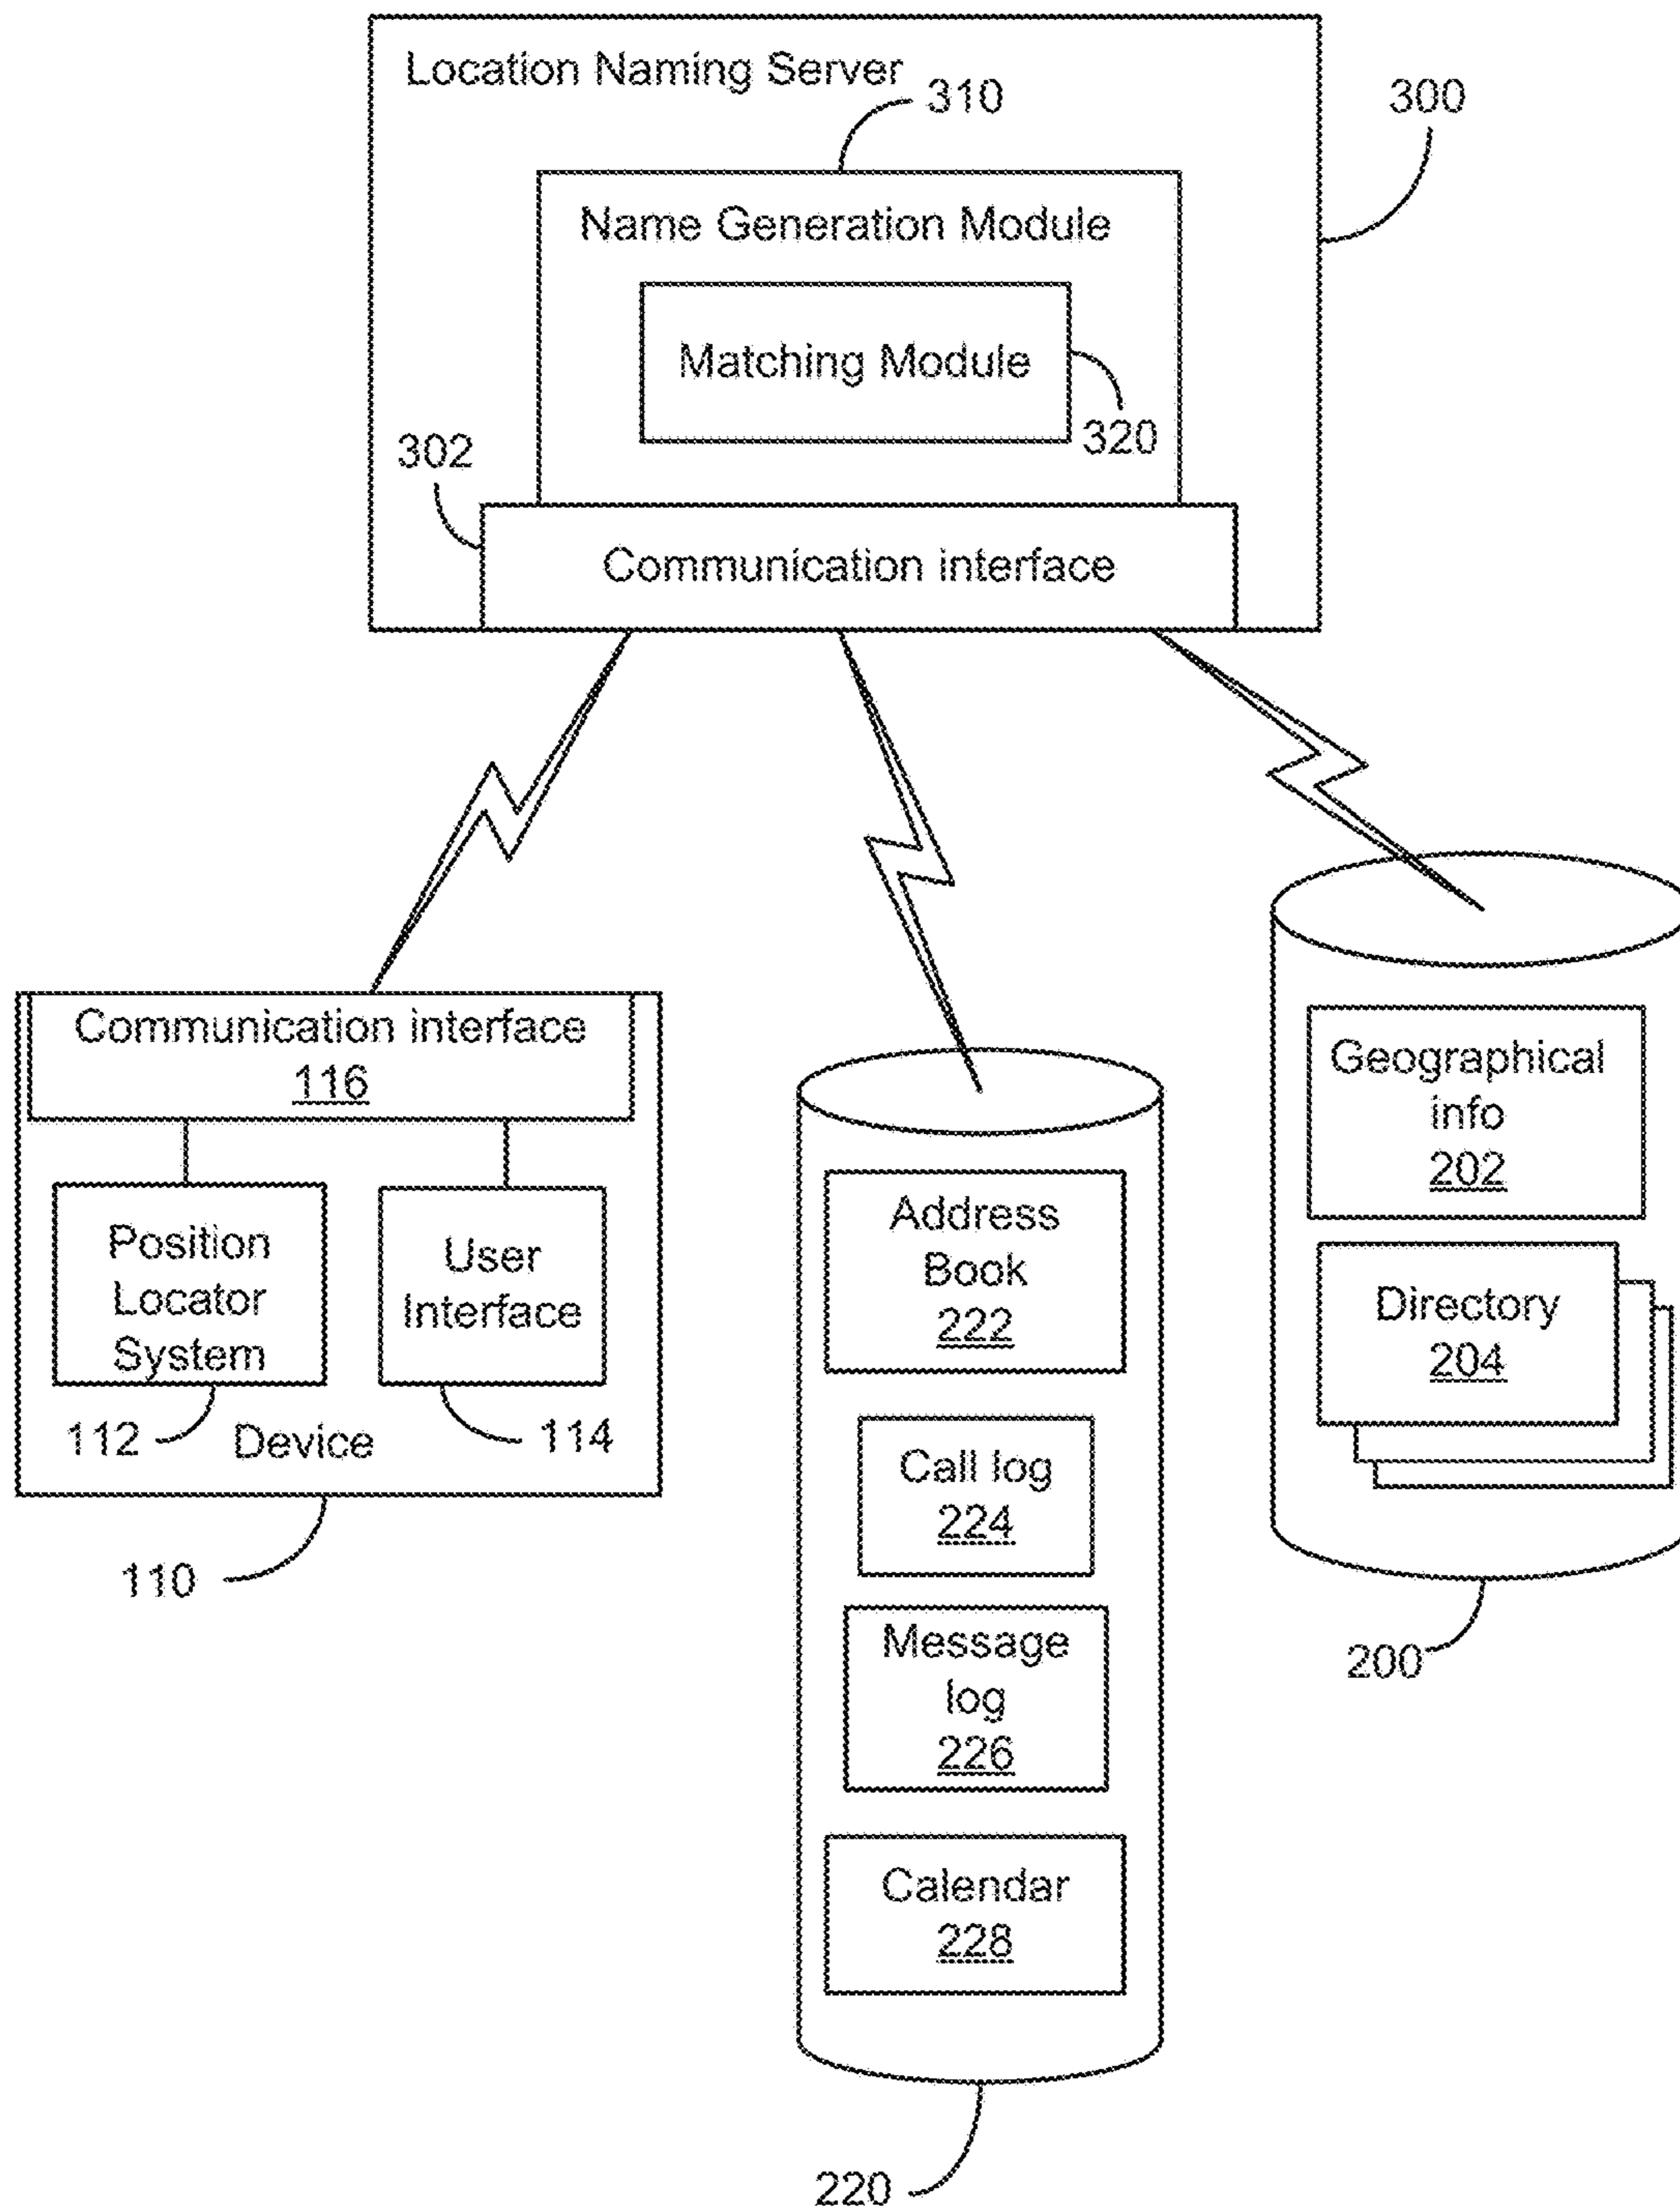 Location Naming Server
310
300
Name Generation Module
Matching Module
320
302
Communication interface
Communication interface
116
Position
Locator
System
User
Interface
112
Device
114
110
Address
Book
222
Call log
224
Message
log
226
Calendar
228
220
Geographical
info
202
Directory
204
200